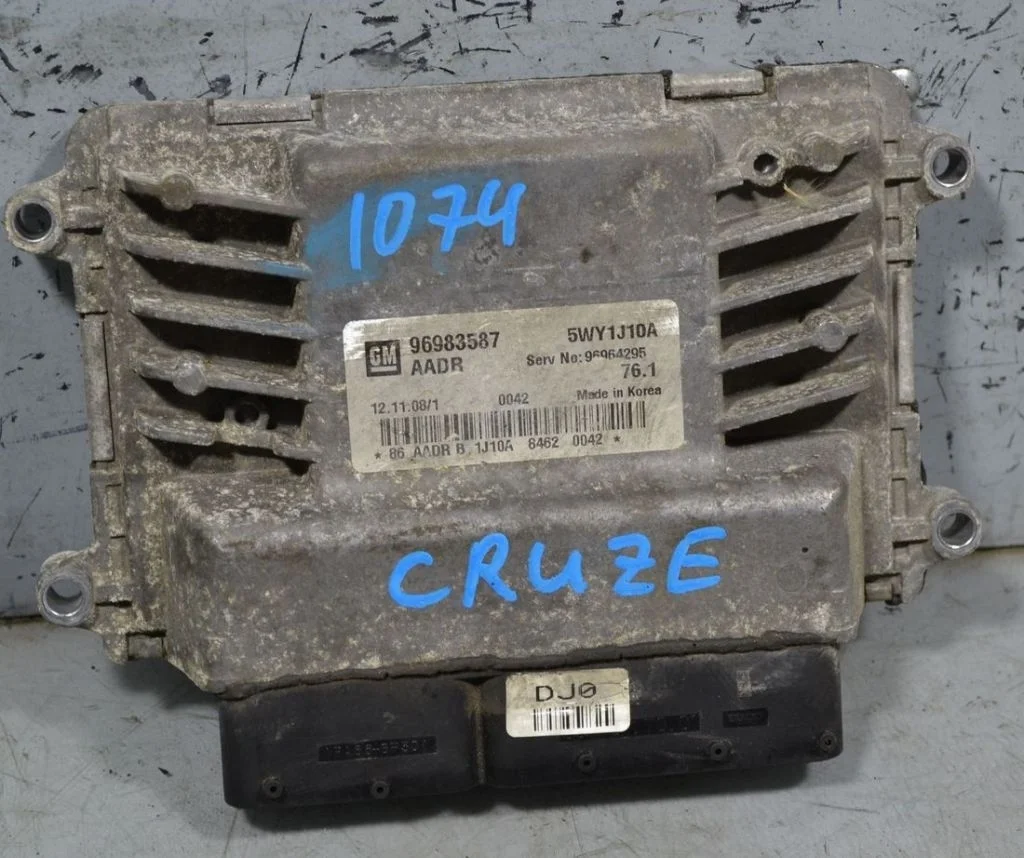 1074
GM 96983587 5WY1J10A
AADR Serv No: 96964295
76.1
12.11.08/1 0042 Made in Korea
* 86 AADR B 1J10A 6462 0042 *
CRUZE
DJ0